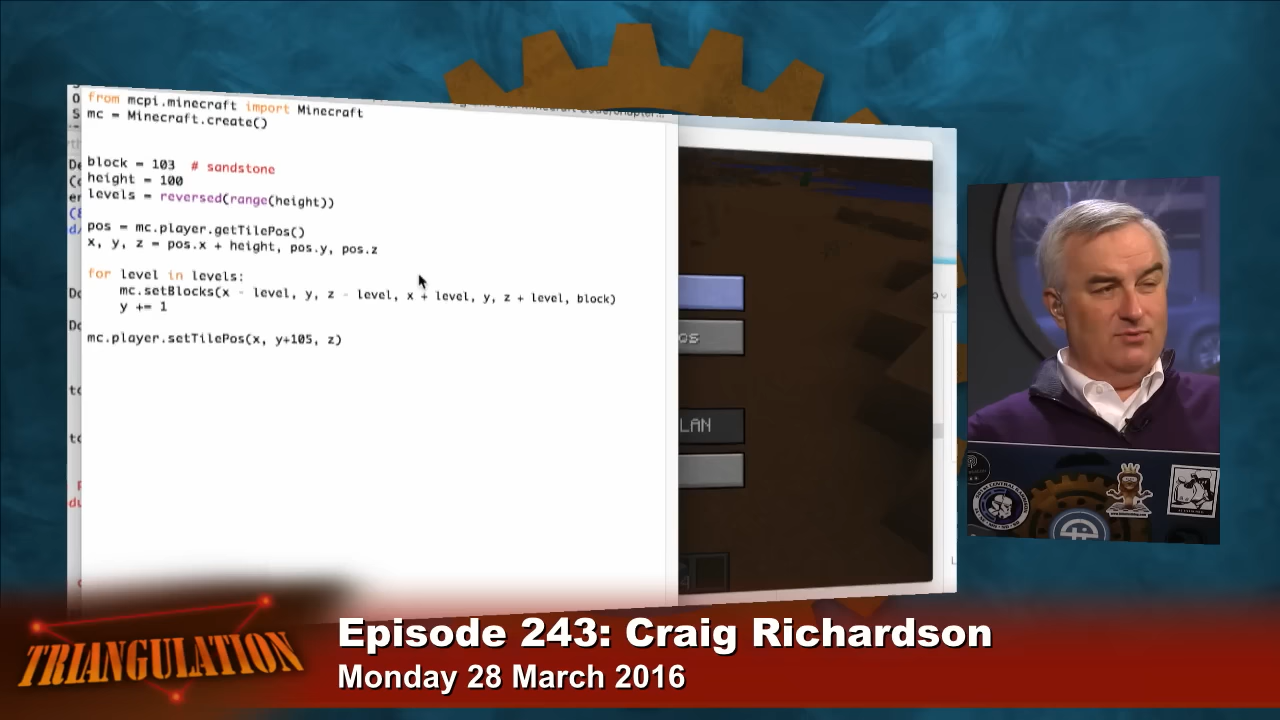 from mcpi.minecraft import Minecraft
mc = Minecraft.create()
block = 103 # sandstone
height = 100
levels = reversed(range(height))
pos = mc.player.getTilePos()
x, y, z = pos.x + height, pos.y, pos.z
for level in levels:
mc.setBlocks(x - level, y, z - level, x + level, y, z + level, block)
y += 1
mc.player.setTilePos(x, y+105, z)
LAN
TRIANGULATION
Episode 243: Craig Richardson
Monday 28 March 2016